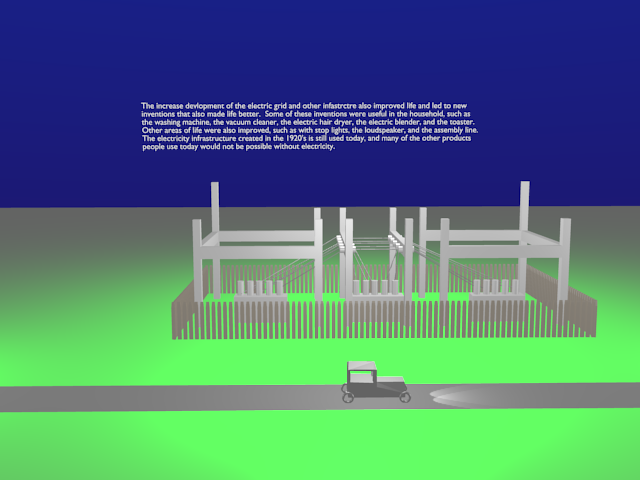 The increase devlopment of the electric grid and other infastrctre also improved life and led to new
inventions that also made life better.  Some of these inventions were useful in the household, such as
the washing machine, the vacuum cleaner, the electric hair dryer, the electric blender, and the toaster.
Other areas of life were also improved, such as with stop lights, the loudspeaker, and the assembly line.
The electricity infrastructure created in the 1920's is still used today, and many of the other products
people use today would not be possible without electricity.